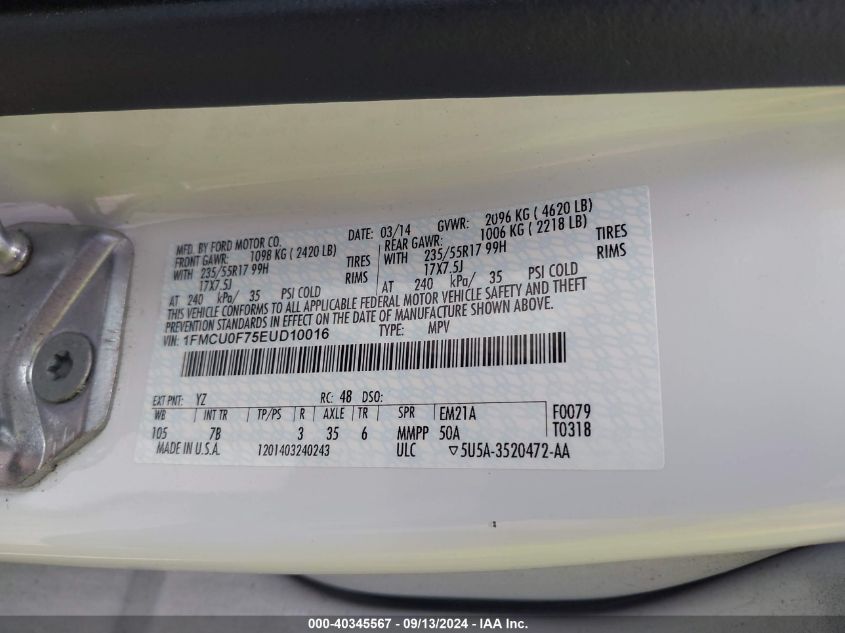 MFD. BY FORD MOTOR CO.
DATE: 03/14 GVWR: 2096 KG ( 4620 LB)
FRONT GAWR: 1098 KG ( 2420 LB) REAR GAWR: 1006 KG ( 2218 LB)
WITH 235/55R17 99H TIRES WITH 235/55R17 99H TIRES
17X7.5J RIMS 17X7.5J RIMS
AT 240 kPa/ 35 PSI COLD AT 240 kPa/ 35 PSI COLD
THIS VEHICLE CONFORMS TO ALL APPLICABLE FEDERAL MOTOR VEHICLE SAFETY AND THEFT
PREVENTION STANDARDS IN EFFECT ON THE DATE OF MANUFACTURE SHOWN ABOVE.
VIN: 1FMCU0F75EUD10016 TYPE: MPV
EXT PNT: YZ RC: 48 DSO:
WB INT TR TP/PS R AXLE TR SPR EM21A F0079
105 7B 3 35 6 MMPP 50A T0318
MADE IN U.S.A. 1201403240243 ULC ▽5U5A-3520472-AA
000-40345567 - 09/13/2024 - IAA Inc.